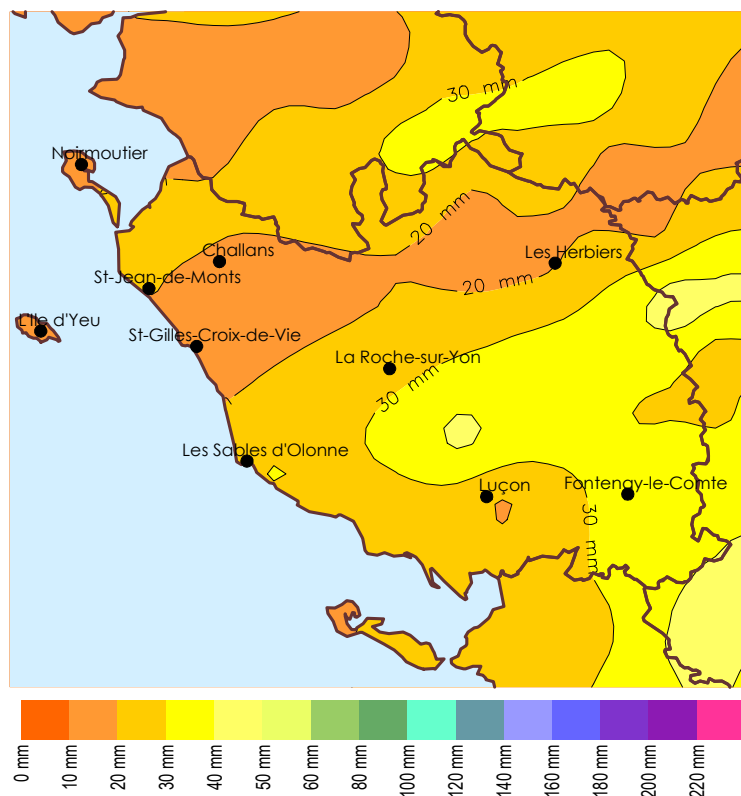 30 mm
Noirmoutier
20 mm
Challans
Les Herbiers
St-Jean-de-Monts
20 mm
L'Ile d'Yeu
St-Gilles-Croix-de-Vie
La Roche-sur-Yon
30 mm
Les Sables d'Olonne
Luçon
Fontenay-le-Comte
30 mm
0 mm
10 mm
20 mm
30 mm
40 mm
50 mm
60 mm
80 mm
100 mm
120 mm
140 mm
160 mm
180 mm
200 mm
220 mm